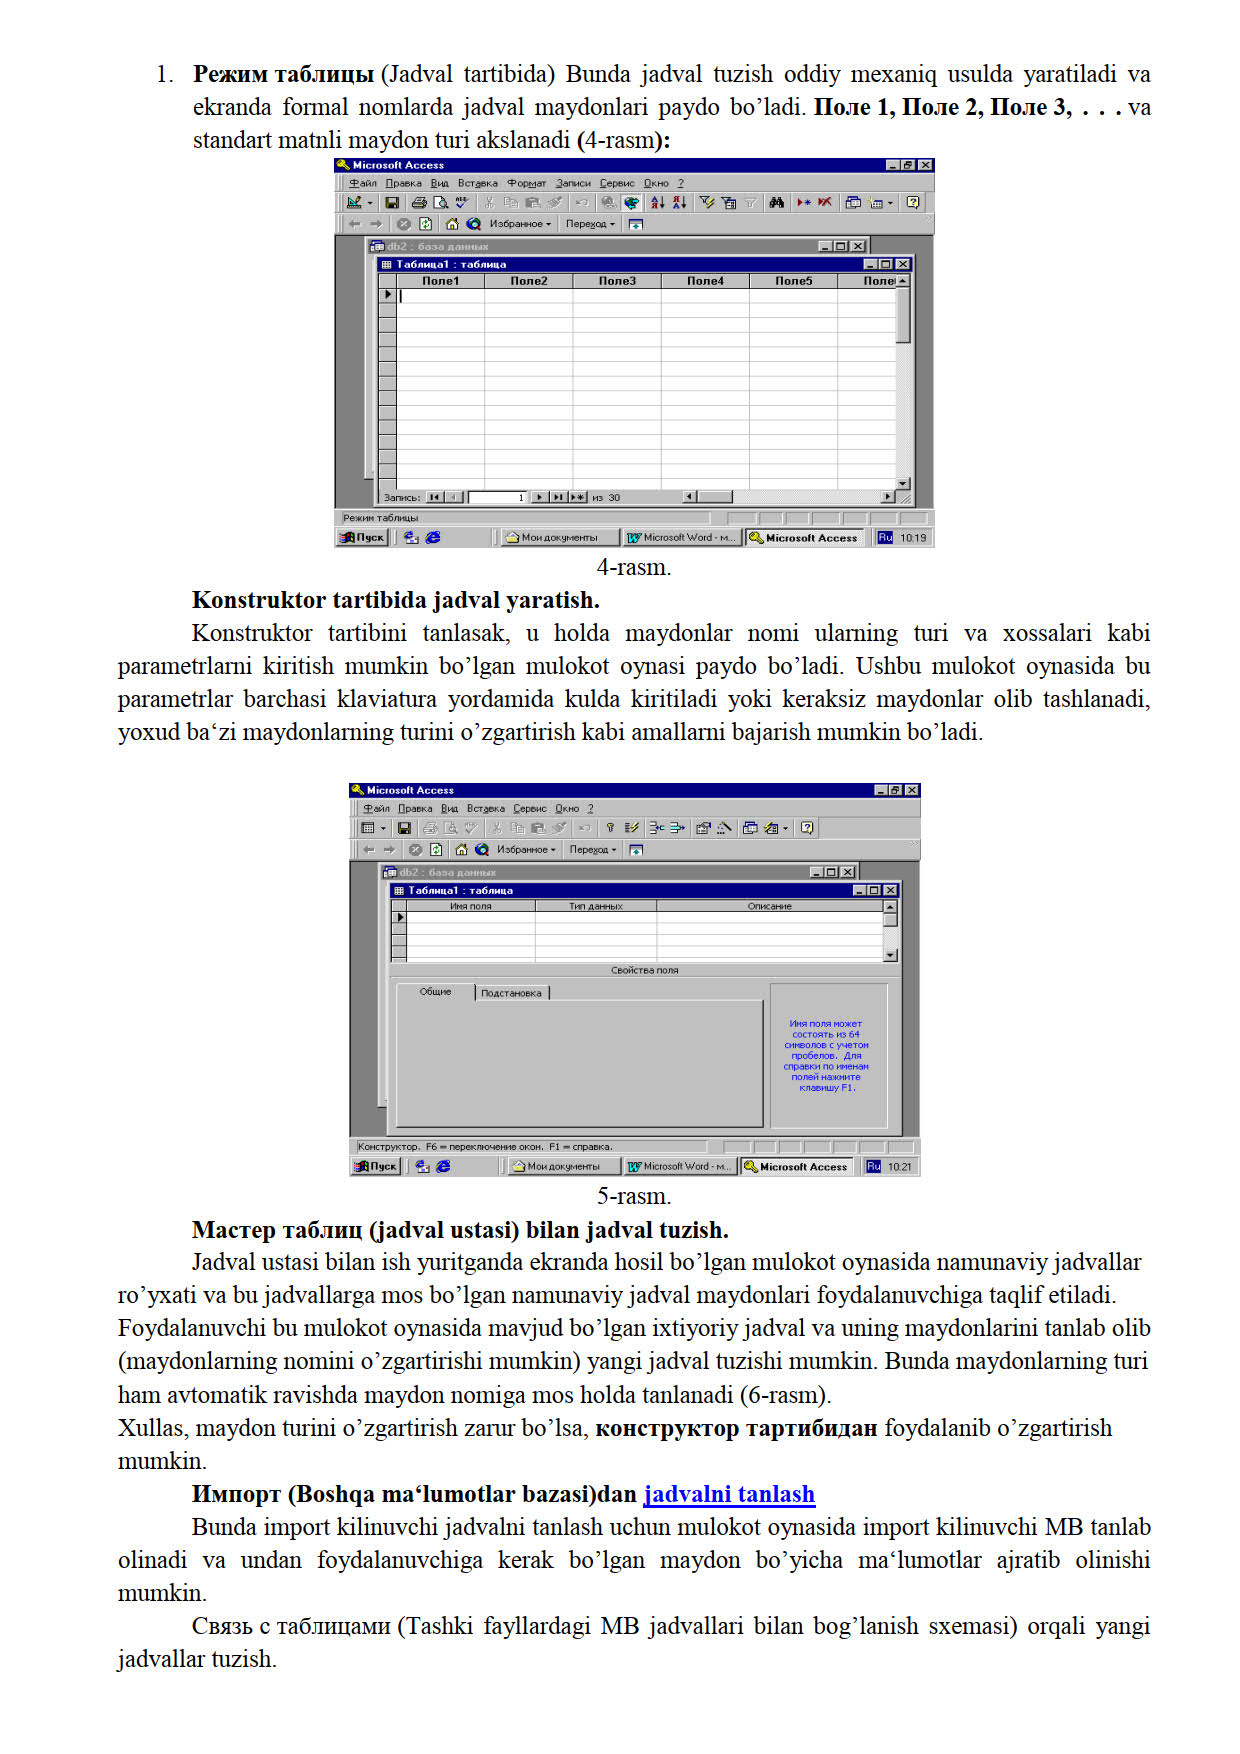 1. Режим таблицы (Jadval tartibida) Bunda jadval tuzish oddiy mexaniq usulda yaratiladi va
ekranda formal nomlarda jadval maydonlari paydo bo’ladi. Поле 1, Поле 2, Поле 3, . . . va
standart matnli maydon turi akslanadi (4-rasm):
Microsoft Access
Файл Правка Вид Вставка Формат Записи Сервис Окно ?
Избранное Переход
db2 : база данных
Таблица1 : таблица
Поле1 Поле2 Поле3 Поле4 Поле5 Поле
Запись: 1 из 30
Режим таблицы
Пуск Мои документы Microsoft Word - м... Microsoft Access Ru 10:19
4-rasm.
Konstruktor tartibida jadval yaratish.
Konstruktor tartibini tanlasak, u holda maydonlar nomi ularning turi va xossalari kabi
parametrlarni kiritish mumkin bo’lgan mulokot oynasi paydo bo’ladi. Ushbu mulokot oynasida bu
parametrlar barchasi klaviatura yordamida kulda kiritiladi yoki keraksiz maydonlar olib tashlanadi,
yoxud ba‘zi maydonlarning turini o’zgartirish kabi amallarni bajarish mumkin bo’ladi.
Microsoft Access
Файл Правка Вид Вставка Сервис Окно ?
Избранное Переход
db2 : база данных
Таблица1 : таблица
Имя поля Тип данных Описание
Свойства поля
Общие Подстановка
Имя поля может
состоять из 64
символов с учетом
пробелов. Для
справки по именам
полей нажмите
клавишу F1.
Конструктор. F6 = переключение окон. F1 = справка.
Пуск Мои документы Microsoft Word - м... Microsoft Access Ru 10:21
5-rasm.
Мастер таблиц (jadval ustasi) bilan jadval tuzish.
Jadval ustasi bilan ish yuritganda ekranda hosil bo’lgan mulokot oynasida namunaviy jadvallar
ro’yxati va bu jadvallarga mos bo’lgan namunaviy jadval maydonlari foydalanuvchiga taqlif etiladi.
Foydalanuvchi bu mulokot oynasida mavjud bo’lgan ixtiyoriy jadval va uning maydonlarini tanlab olib
(maydonlarning nomini o’zgartirishi mumkin) yangi jadval tuzishi mumkin. Bunda maydonlarning turi
ham avtomatik ravishda maydon nomiga mos holda tanlanadi (6-rasm).
Xullas, maydon turini o’zgartirish zarur bo’lsa, конструктор тартибидан foydalanib o’zgartirish
mumkin.
Импорт (Boshqa ma‘lumotlar bazasi)dan jadvalni tanlash
Bunda import kilinuvchi jadvalni tanlash uchun mulokot oynasida import kilinuvchi MB tanlab
olinadi va undan foydalanuvchiga kerak bo’lgan maydon bo’yicha ma‘lumotlar ajratib olinishi
mumkin.
Связь с таблицами (Tashki fayllardagi MB jadvallari bilan bog’lanish sxemasi) orqali yangi
jadvallar tuzish.